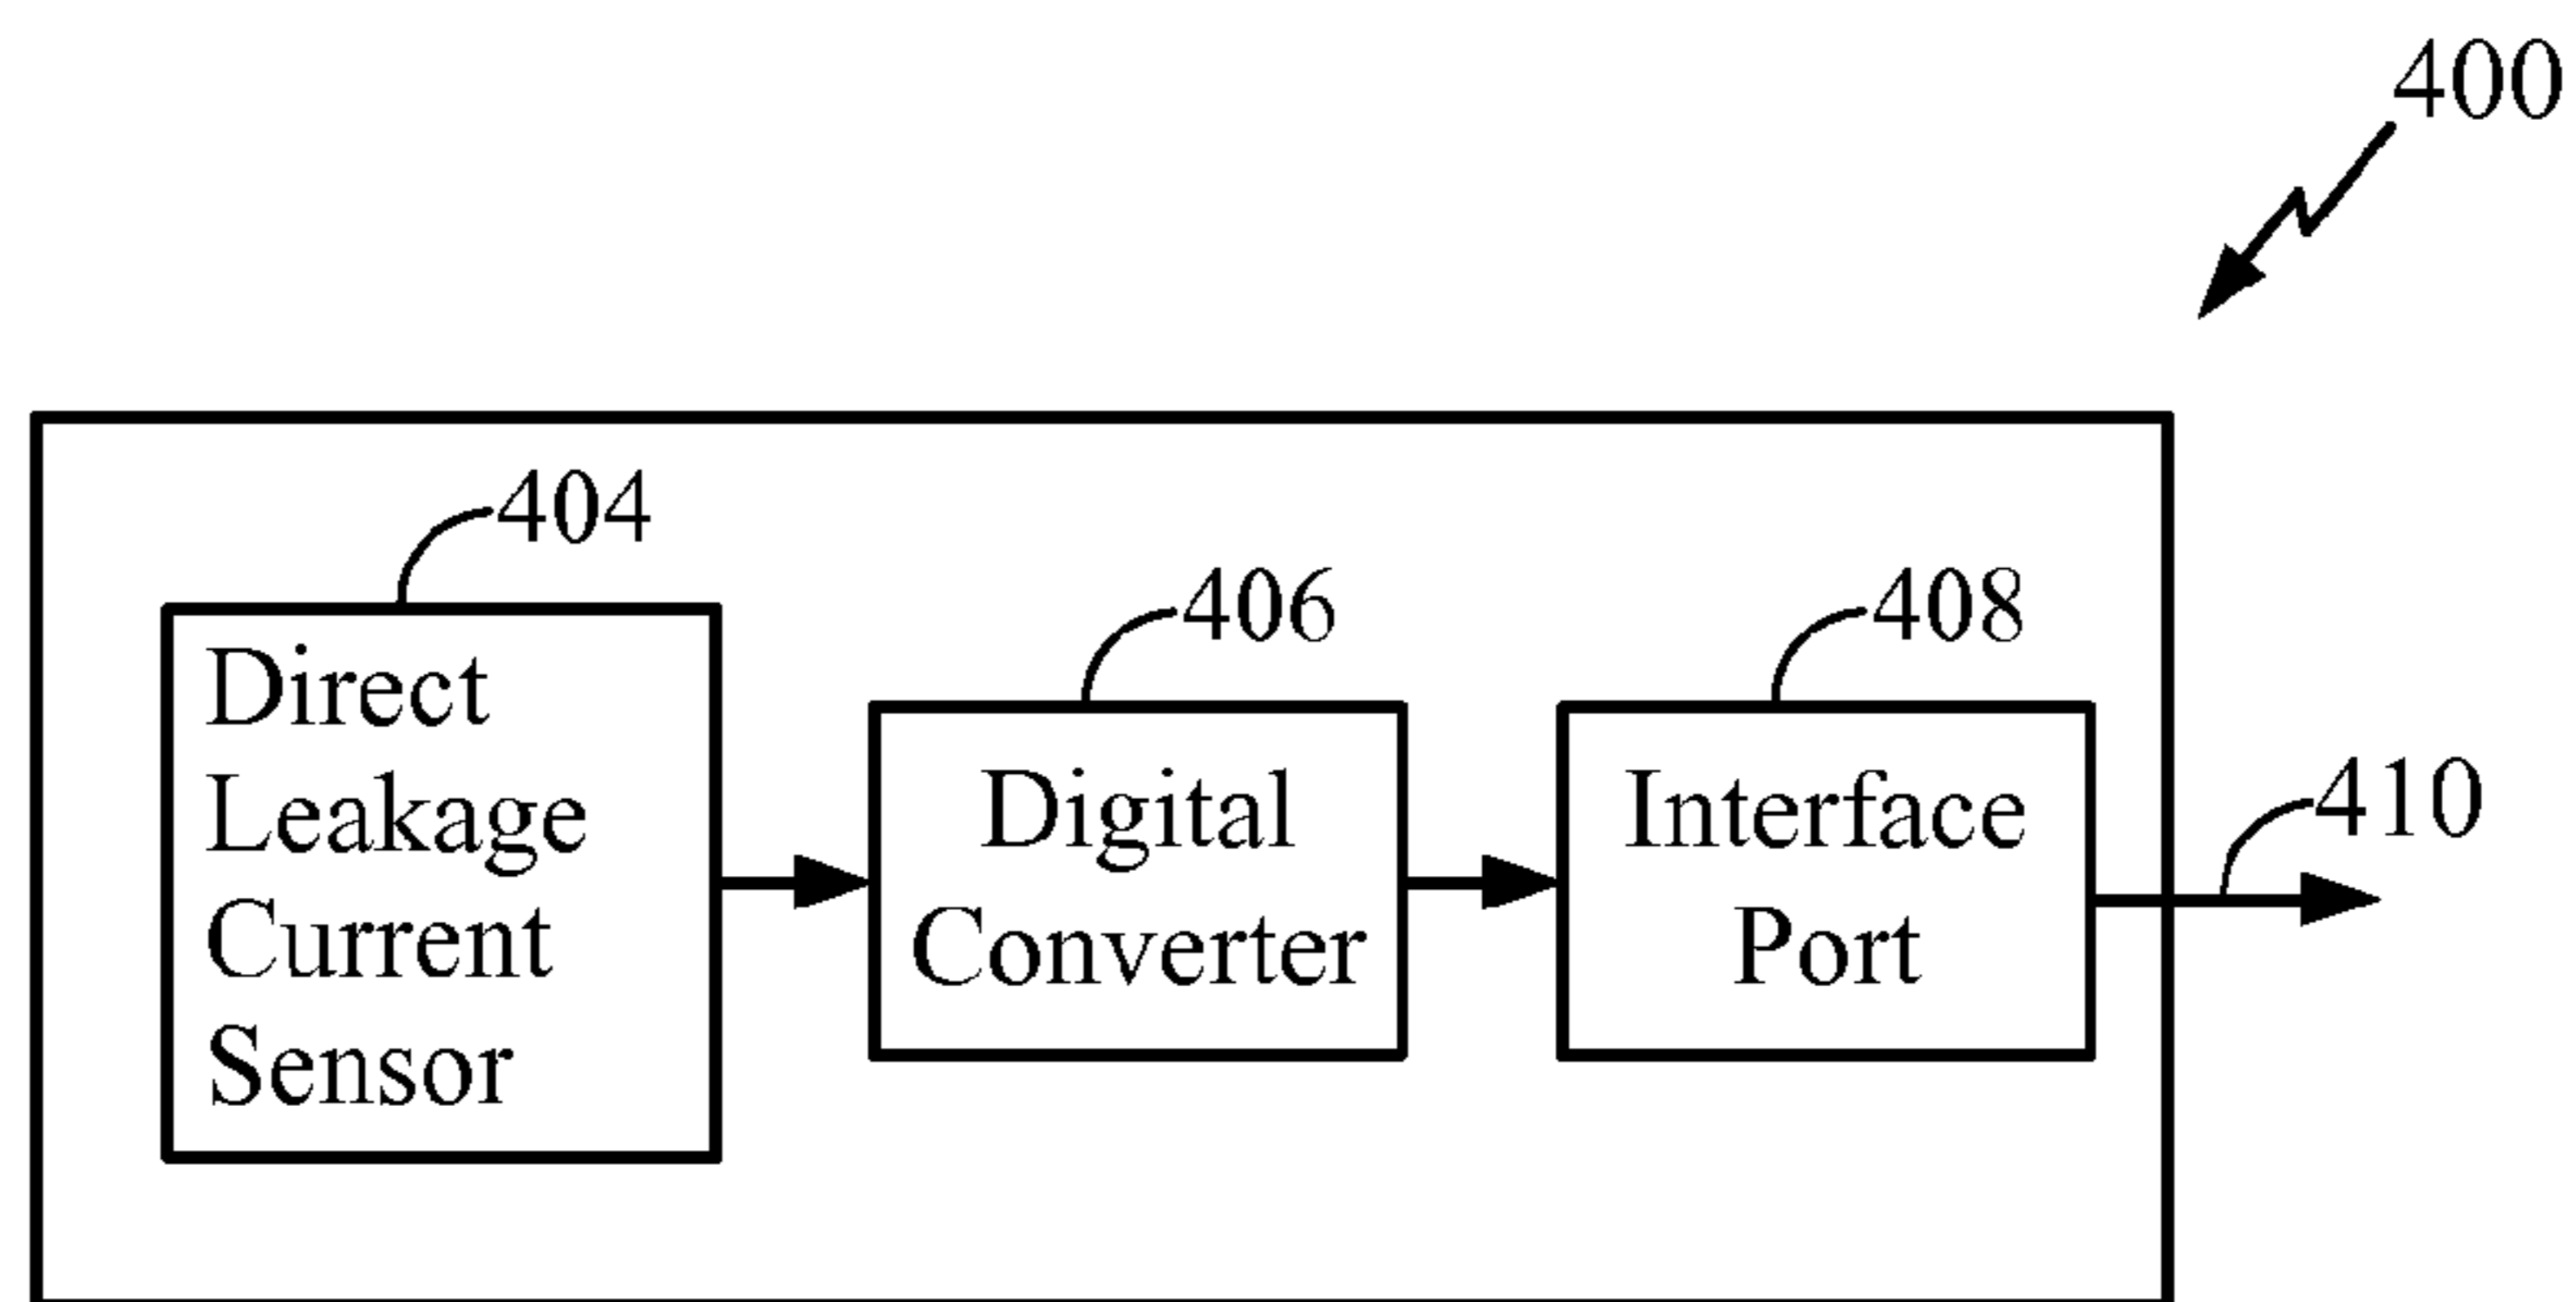 400
404
Direct
Leakage
Current
Sensor
406
Digital
Converter
408
Interface
Port
410